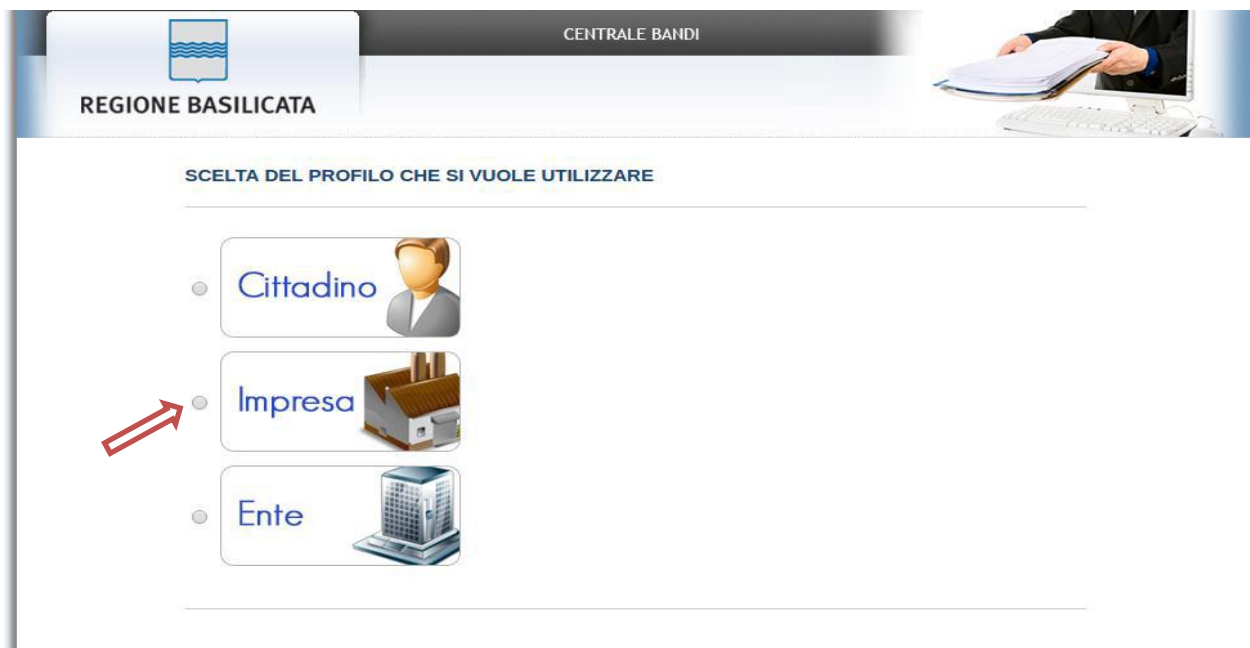 CENTRALE BANDI
REGIONE BASILICATA
SCELTA DEL PROFILO CHE SI VUOLE UTILIZZARE
Cittadino
Impresa
Ente